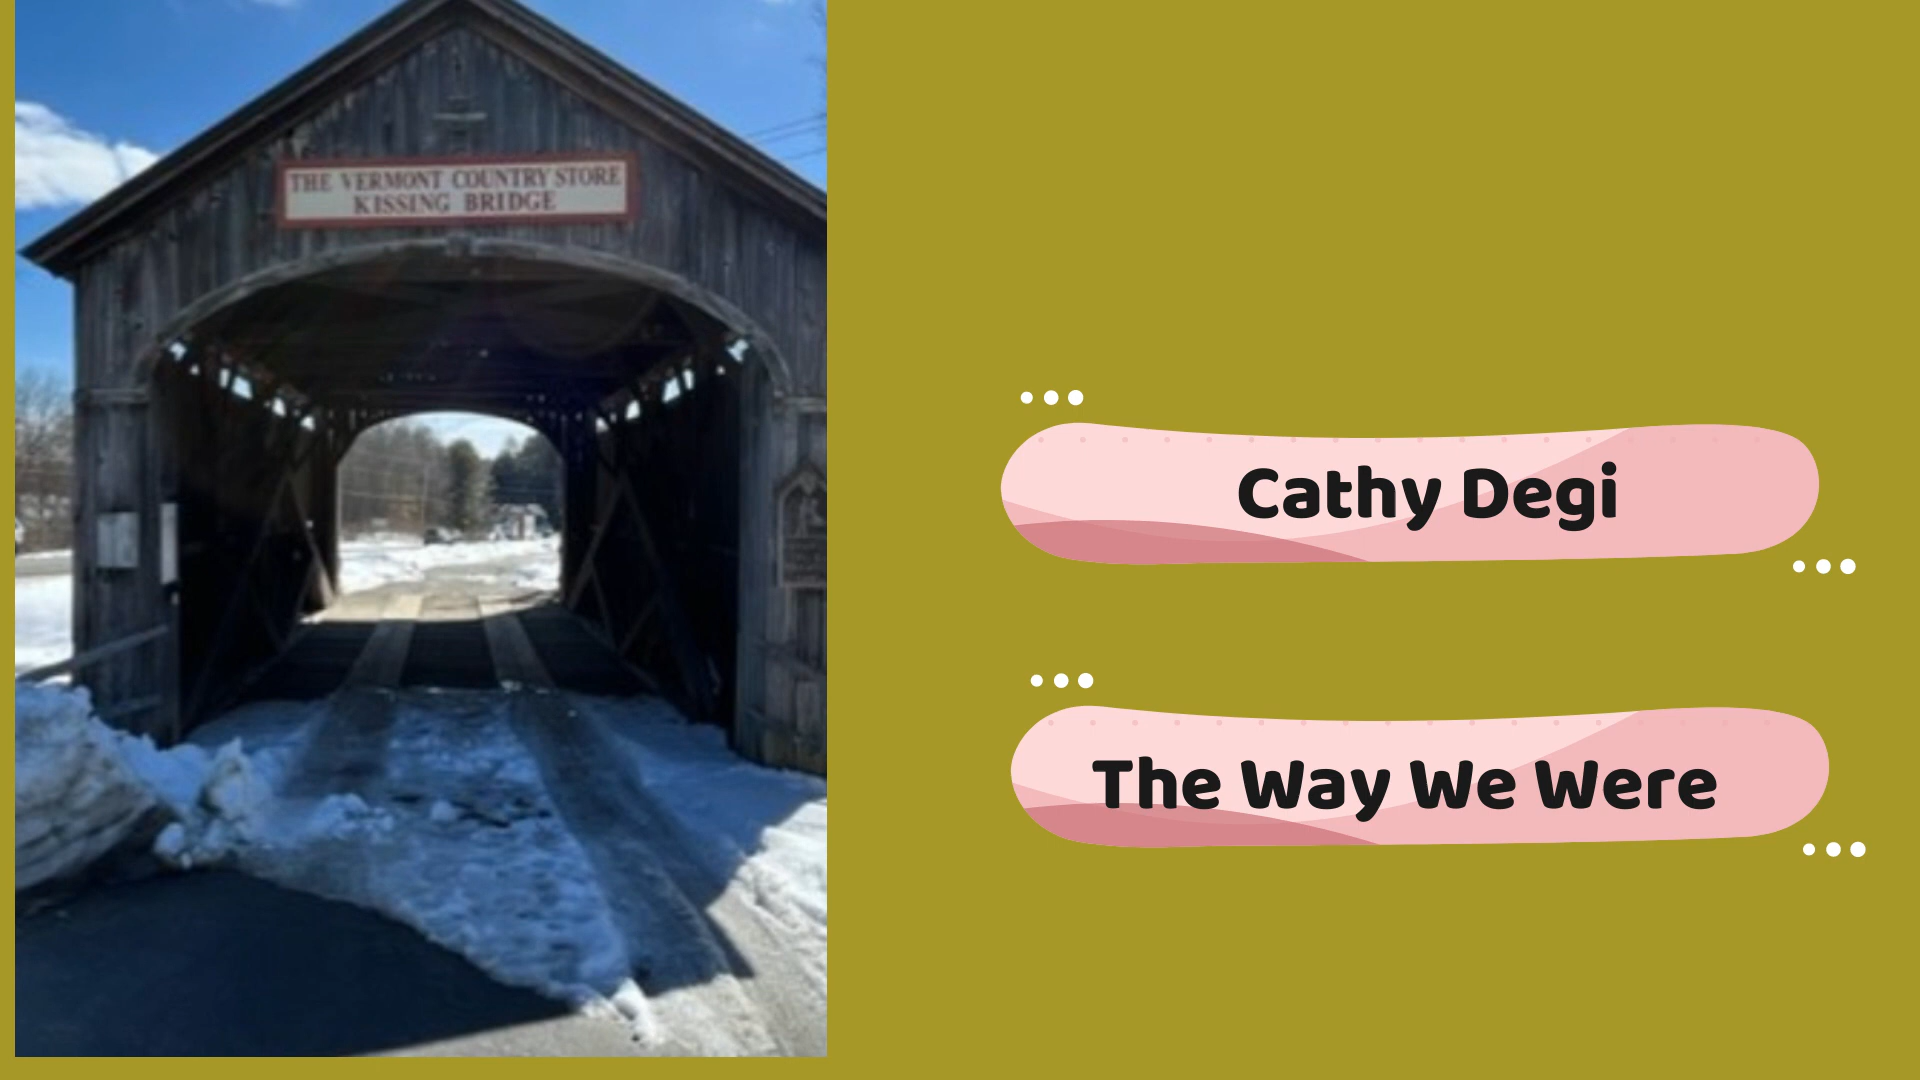 THE VERMONT COUNTRY STORE
KISSING BRIDGE
Cathy Degi
The Way We Were